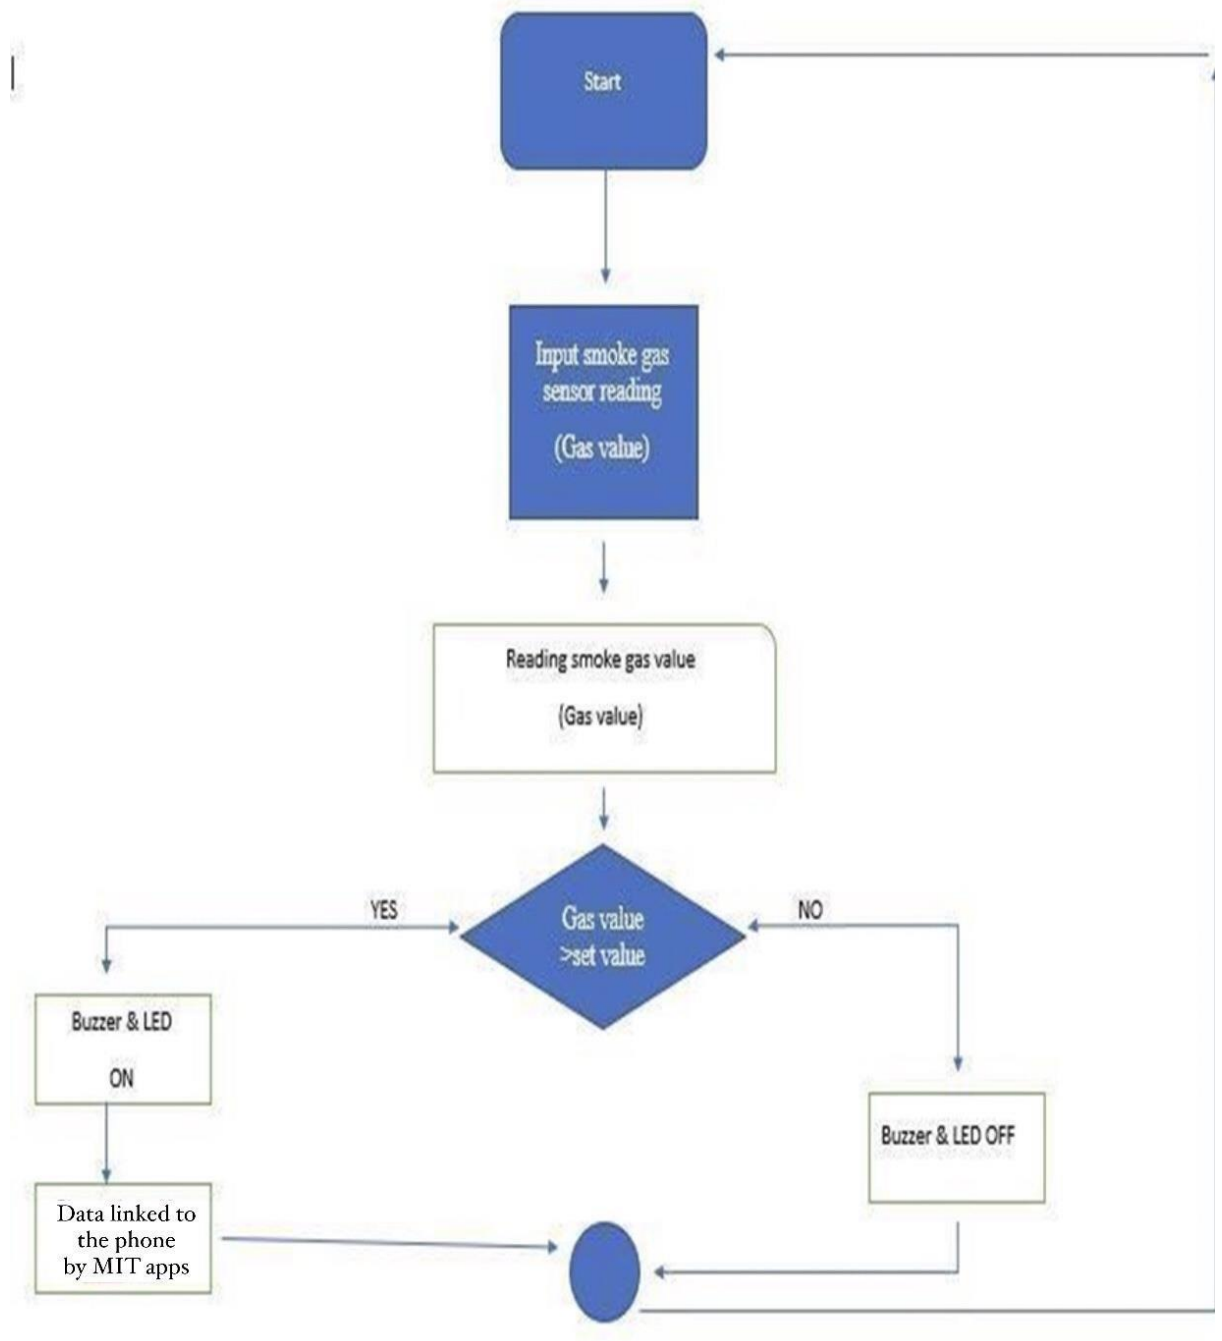 Start
Input smoke gas
sensor reading
(Gas value)
Reading smoke gas value
(Gas value)
YES
Gas value
>set value
NO
Buzzer & LED
ON
Buzzer & LED OFF
Data linked to
the phone
by MIT apps